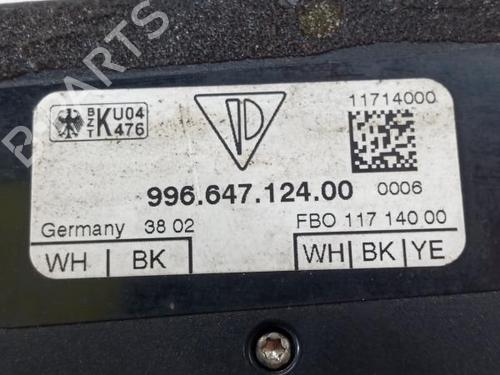 B PARTS
BZT K U04 476
11714000
996.647.124.00 0006
Germany 38 02 FBO 117 140 00
WH BK WH BK YE